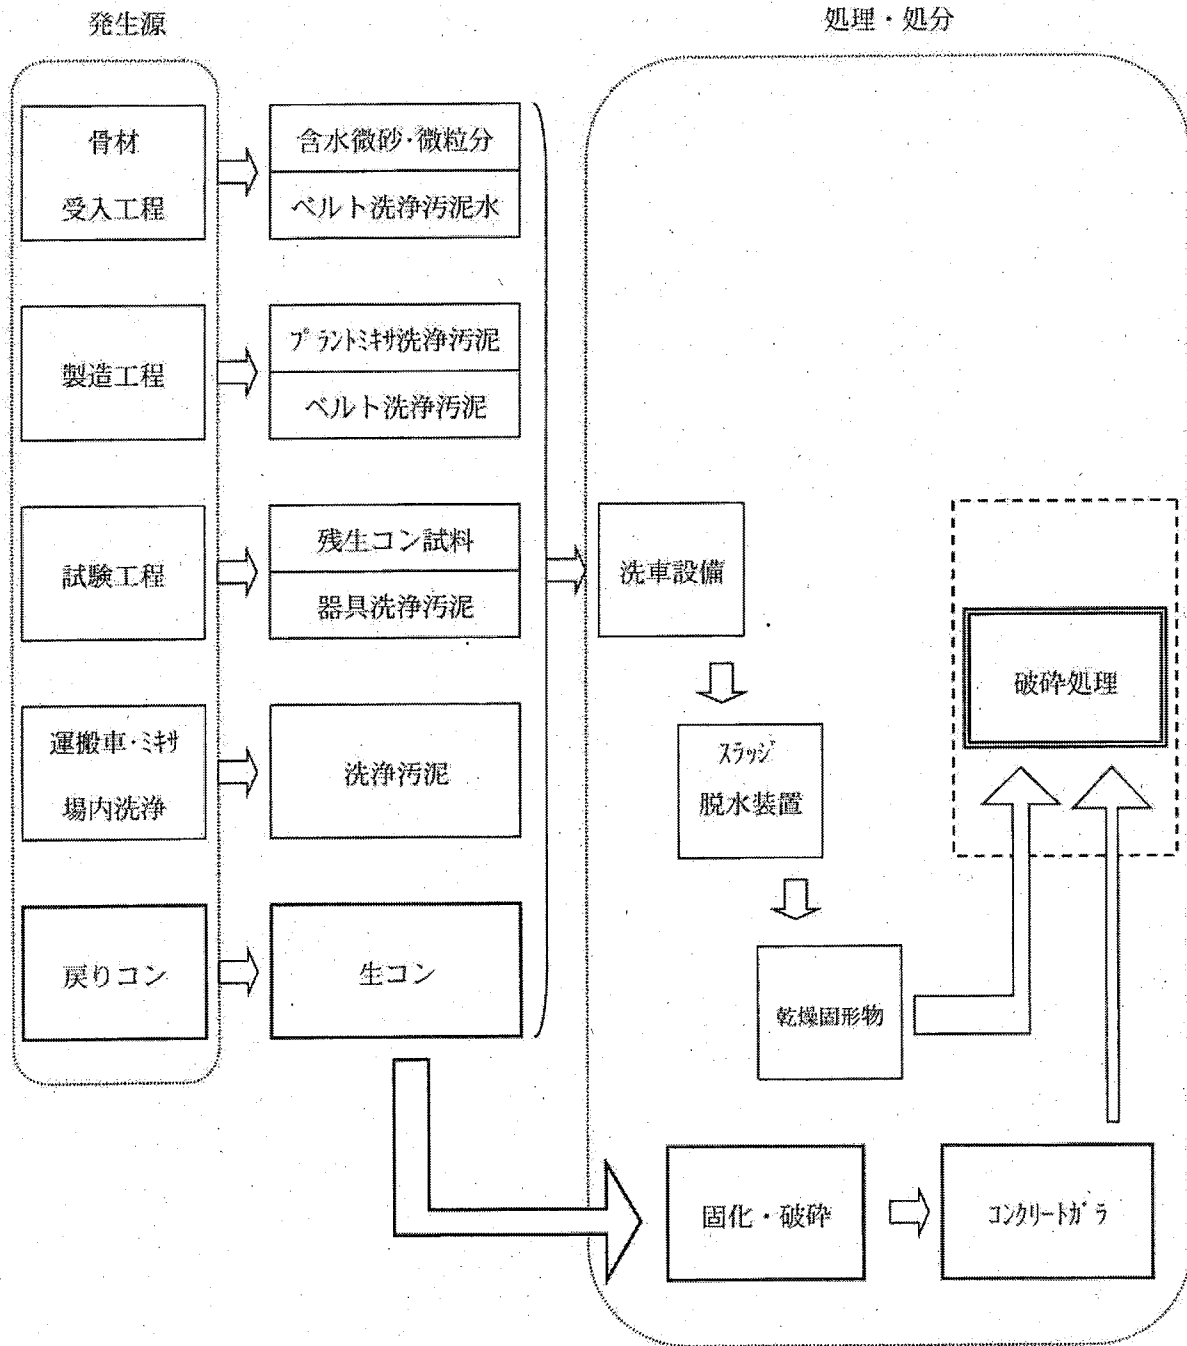 発生源
処理・処分
骨材
受入工程
含水微砂・微粒分
ベルト洗浄汚泥水
製造工程
ﾌﾟﾗﾝﾄﾐｷｻ洗浄汚泥
ベルト洗浄汚泥
試験工程
残生コン試料
器具洗浄汚泥
洗車設備
破砕処理
運搬車・ﾐｷｻ
場内洗浄
洗浄汚泥
ｽﾗｯｼﾞ
脱水装置
戻りコン
生コン
乾燥固形物
固化・破砕
ｺﾝｸﾘｰﾄｶﾞﾗ